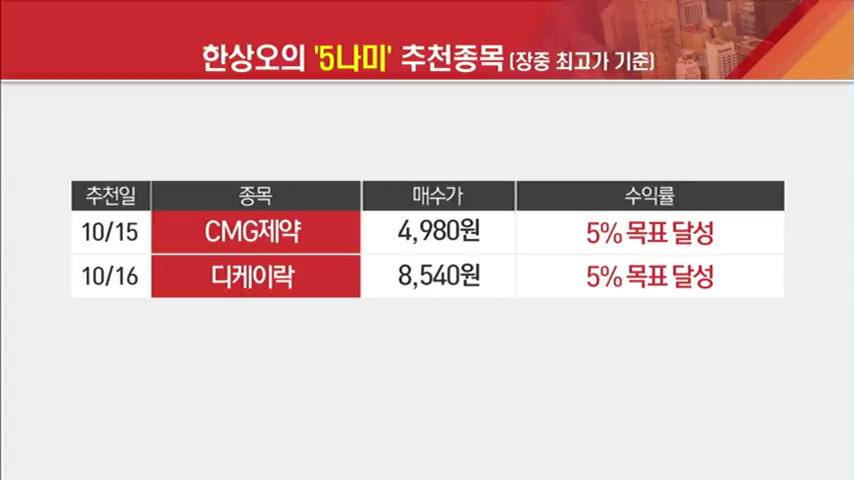 한상오의 '5나미' 추천종목 (장중 최고가 기준)
추천일 종목 매수가 수익률
10/15 CMG제약 4,980원 5% 목표 달성
10/16 디케이락 8,540원 5% 목표 달성